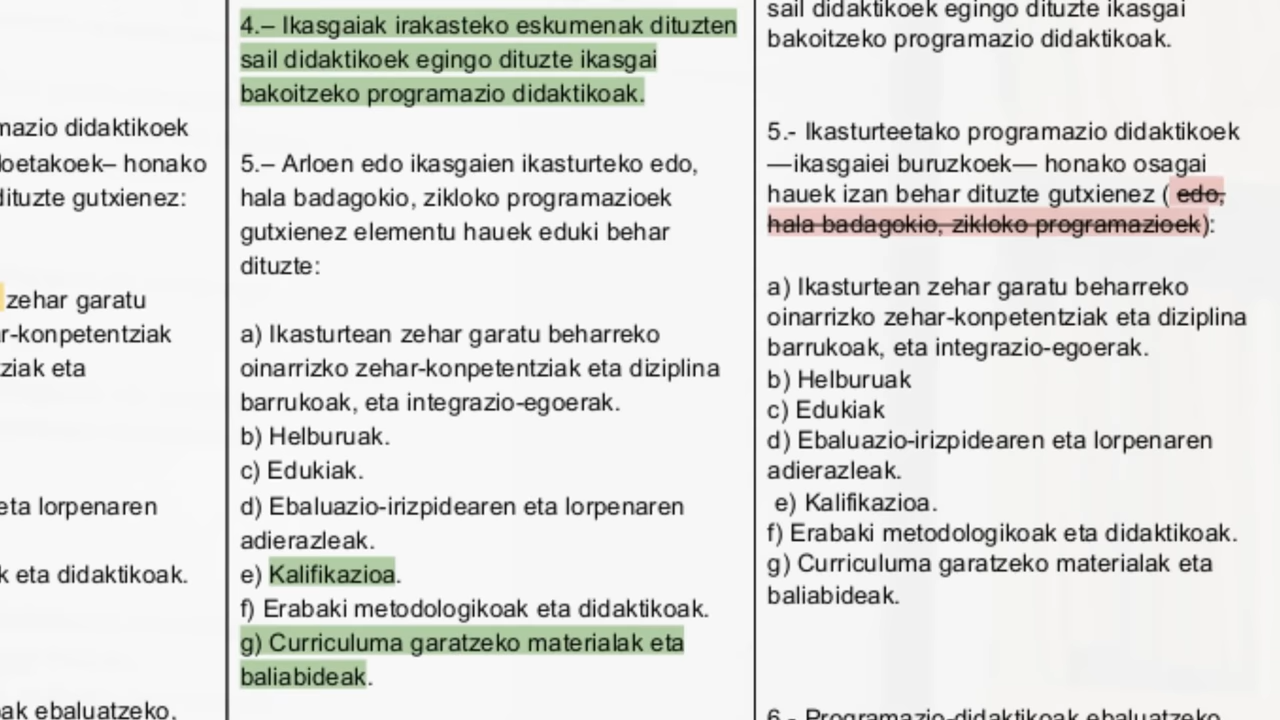 mazio didaktikoek
honako
dituzte gutxienez:
zehar garatu
konpetentziak
eta
eta lorpenaren
eta didaktikoak.
ebaluatzeko,
4.– Ikasgaiak irakasteko eskumenak dituzten
sail didaktikoek egingo dituzte ikasgai
bakoitzeko programazio didaktikoak.
5.– Arloen edo ikasgaien ikasturteko edo,
hala badagokio, zikloko programazioek
gutxienez elementu hauek eduki behar
dituzte:
a) Ikasturtean zehar garatu beharreko
oinarrizko zehar-konpetentziak eta diziplina
barrukoak, eta integrazio-egoerak.
b) Helburuak.
c) Edukiak.
d) Ebaluazio-irizpidearen eta lorpenaren
adierazleak.
e) Kalifikazioa.
f) Erabaki metodologikoak eta didaktikoak.
g) Curriculuma garatzeko materialak eta
baliabideak.
sail didaktikoek egingo dituzte ikasgai
bakoitzeko programazio didaktikoak.
5.- Ikasturteetako programazio didaktikoek
—ikasgaiei buruzkoek— honako osagai
hauek izan behar dituzte gutxienez ( edo,
hala badagokio, zikloko programazioek):
a) Ikasturtean zehar garatu beharreko
oinarrizko zehar-konpetentziak eta diziplina
barrukoak, eta integrazio-egoerak.
b) Helburuak
c) Edukiak
d) Ebaluazio-irizpidearen eta lorpenaren
adierazleak.
e) Kalifikazioa.
f) Erabaki metodologikoak eta didaktikoak.
g) Curriculuma garatzeko materialak eta
baliabideak.
6.- Programazio-didaktikoak ebaluatzeko